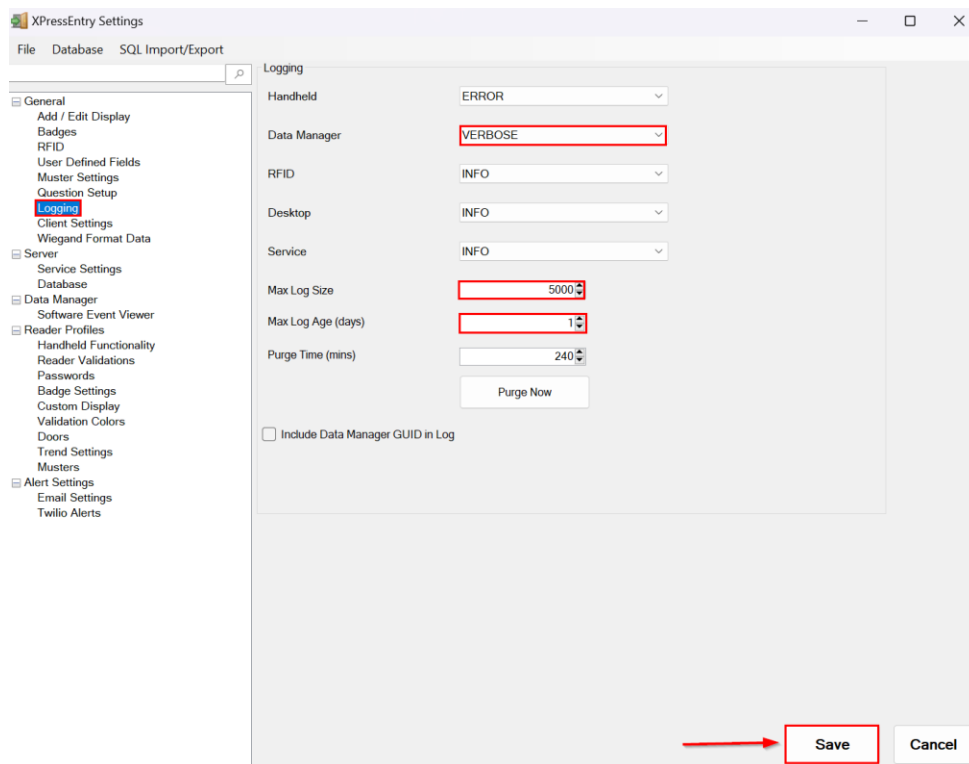 XPressEntry Settings
File Database SQL Import/Export
General
Add / Edit Display
Badges
RFID
User Defined Fields
Muster Settings
Question Setup
Logging
Client Settings
Wiegand Format Data
Server
Service Settings
Database
Data Manager
Software Event Viewer
Reader Profiles
Handheld Functionality
Reader Validations
Passwords
Badge Settings
Custom Display
Validation Colors
Doors
Trend Settings
Musters
Alert Settings
Email Settings
Twilio Alerts
Logging
Handheld ERROR
Data Manager VERBOSE
RFID INFO
Desktop INFO
Service INFO
Max Log Size 5000
Max Log Age (days) 1
Purge Time (mins) 240
Purge Now
Include Data Manager GUID in Log
Save Cancel